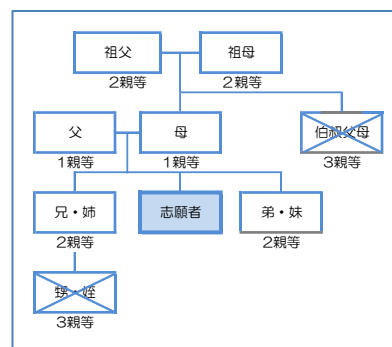 祖父 祖母
2親等 2親等
父 母 伯叔父母
1親等 1親等 3親等
兄・姉 志願者 弟・妹
2親等 2親等
甥・姪
3親等